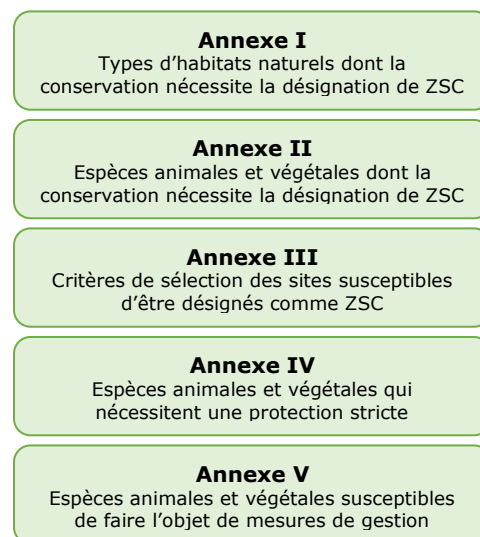 Annexe I
Types d’habitats naturels dont la
conservation nécessite la désignation de ZSC
Annexe II
Espèces animales et végétales dont la
conservation nécessite la désignation de ZSC
Annexe III
Critères de sélection des sites susceptibles
d’être désignés comme ZSC
Annexe IV
Espèces animales et végétales qui
nécessitent une protection stricte
Annexe V
Espèces animales et végétales susceptibles
de faire l’objet de mesures de gestion